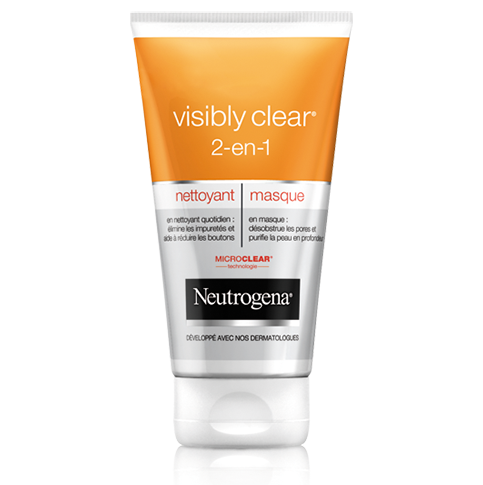 visibly clear®
2-en-1
nettoyant | masque
en nettoyant quotidien :
élimine les impuretés et
aide à réduire les boutons
en masque :
désobstrue les pores et
purifie la peau en profondeur
MICROCLEAR®
technologie
Neutrogena®
DÉVELOPPÉ AVEC NOS DERMATOLOGUES